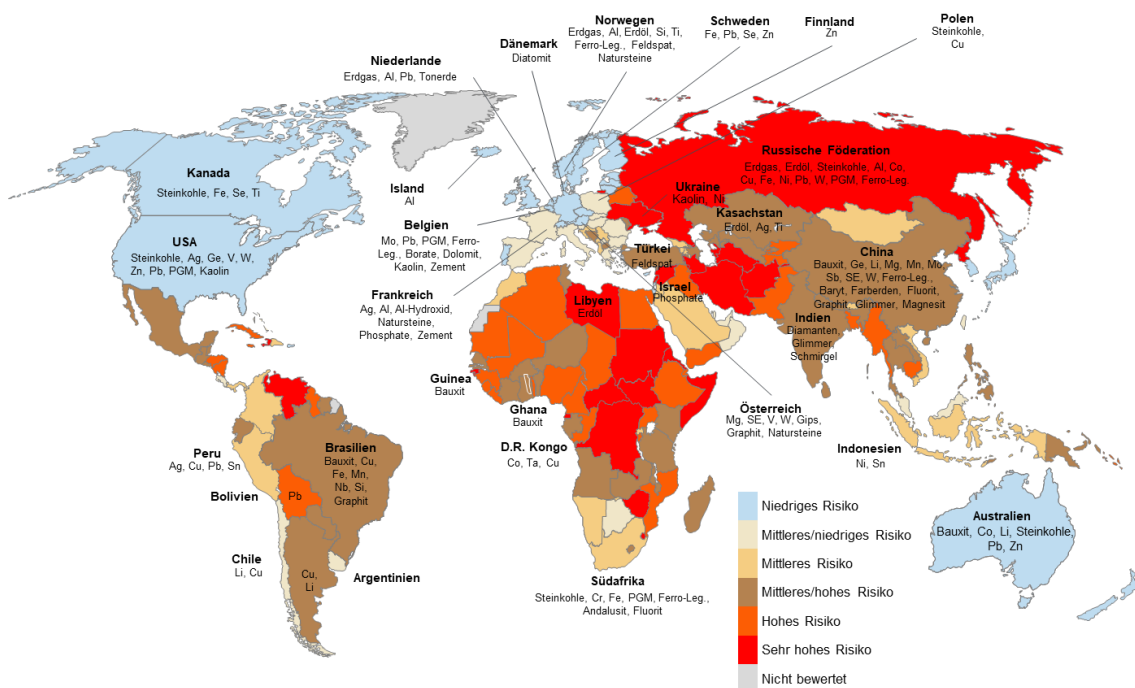 Norwegen
Erdgas, Al, Erdöl, Si, Ti,
Ferro-Leg., Feldspat,
Natursteine
Schweden
Fe, Pb, Se, Zn
Finnland
Zn
Polen
Steinkohle,
Cu
Dänemark
Diatomit
Niederlande
Erdgas, Al, Pb, Tonerde
Kanada
Steinkohle, Fe, Se, Ti
Island
Al
Russische Föderation
Erdgas, Erdöl, Steinkohle, Al, Co,
Cu, Fe, Ni, Pb, W, PGM, Ferro-Leg.
Ukraine
Kaolin, Ni
Kasachstan
Erdöl, Ag, Ti
USA
Steinkohle, Ag, Ge, V, W,
Zn, Pb, PGM, Kaolin
Belgien
Mo, Pb, PGM, Ferro-
Leg., Borate, Dolomit,
Kaolin, Zement
Türkei
Feldspat
China
Bauxit, Ge, Li, Mg, Mn, Mo,
Sb, SE, W, Ferro-Leg.,
Baryt, Farberden, Fluorit,
Graphit, Glimmer, Magnesit
Frankreich
Ag, Al, Al-Hydroxid,
Natursteine,
Phosphate, Zement
Israel
Phosphate
Libyen
Erdöl
Indien
Diamanten,
Glimmer,
Schmirgel
Guinea
Bauxit
Ghana
Bauxit
Österreich
Mg, SE, V, W, Gips,
Graphit, Natursteine
D.R. Kongo
Co, Ta, Cu
Indonesien
Ni, Sn
Peru
Ag, Cu, Pb, Sn
Brasilien
Bauxit, Cu,
Fe, Mn,
Nb, Si,
Graphit
Bolivien
Pb
Chile
Li, Cu
Argentinien
Cu,
Li
Südafrika
Steinkohle, Cr, Fe, PGM, Ferro-Leg.,
Andalusit, Fluorit
Australien
Bauxit, Co, Li, Steinkohle,
Pb, Zn
Niedriges Risiko
Mittleres/niedriges Risiko
Mittleres Risiko
Mittleres/hohes Risiko
Hohes Risiko
Sehr hohes Risiko
Nicht bewertet